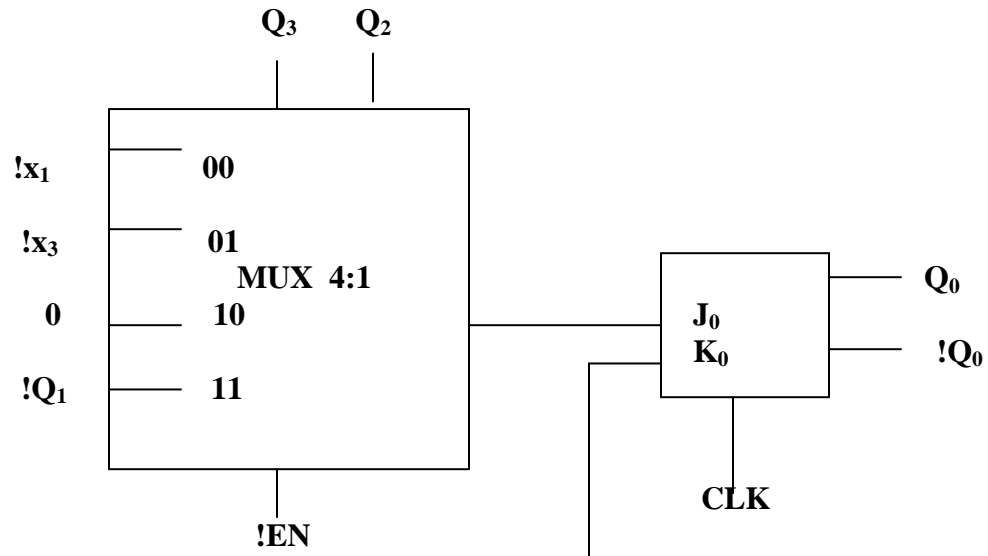 Q₃ Q₂
!x₁ 00
!x₃ 01
MUX 4:1
0 10
!Q₁ 11
!EN
J₀
K₀
Q₀
!Q₀
CLK